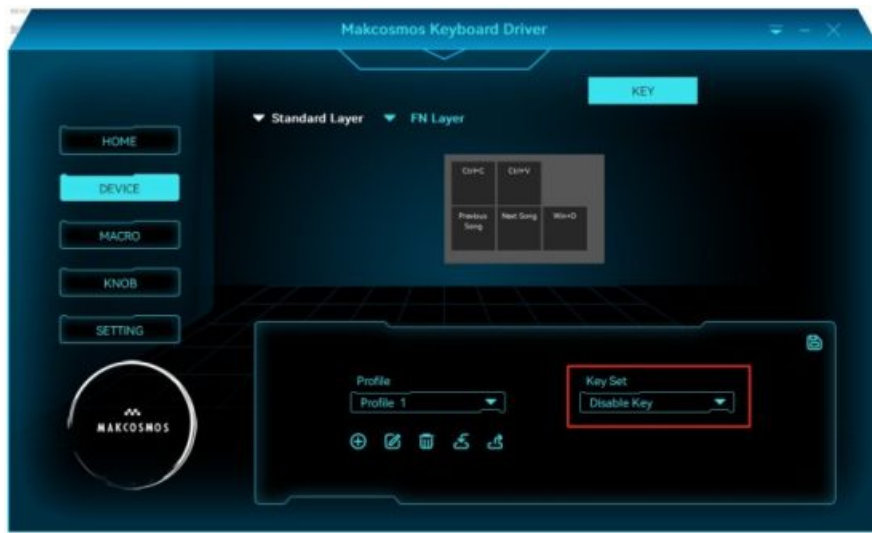 Makcosmos Keyboard Driver
KEY
Standard Layer FN Layer
HOME
DEVICE
MACRO
KNOB
SETTING
Ctrl+C Ctrl+V
Previous Song Next Song Win+D
Profile
Profile 1
Key Set
Disable Key
MAKCOSMOS